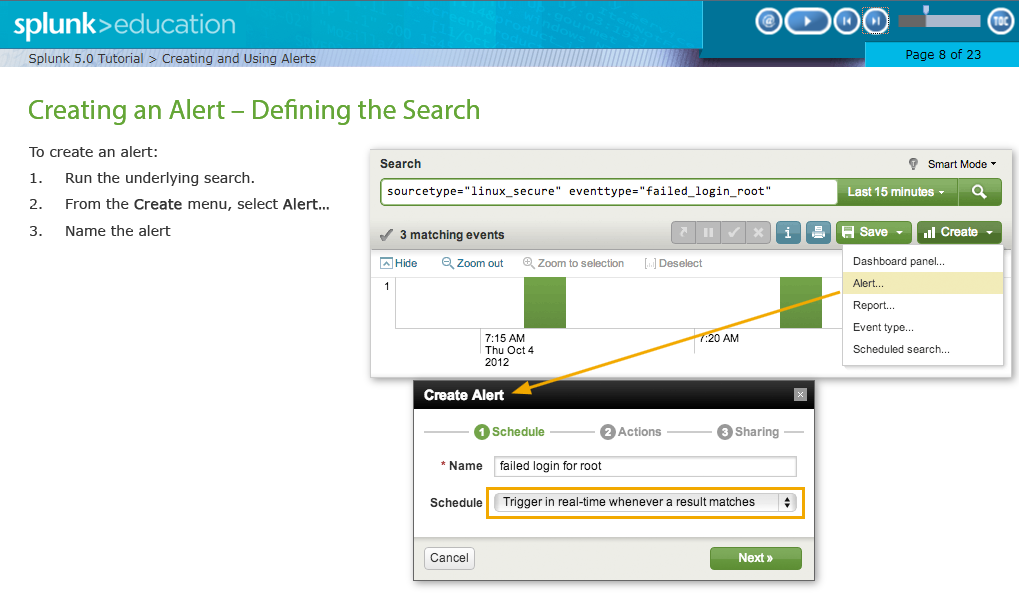 splunk>education
TOC
Splunk 5.0 Tutorial > Creating and Using Alerts
Page 8 of 23
Creating an Alert – Defining the Search
To create an alert:
1. Run the underlying search.
2. From the Create menu, select Alert...
3. Name the alert
Search
Smart Mode
sourcetype="linux_secure" eventtype="failed_login_root"
Last 15 minutes
3 matching events
i
Save
Create
Hide
Zoom out
Zoom to selection
[..] Deselect
Dashboard panel...
Alert...
Report...
Event type...
Scheduled search...
1
7:15 AM
Thu Oct 4
2012
7:20 AM
Create Alert
1 Schedule
2 Actions
3 Sharing
* Name
failed login for root
Schedule
Trigger in real-time whenever a result matches
Cancel
Next »